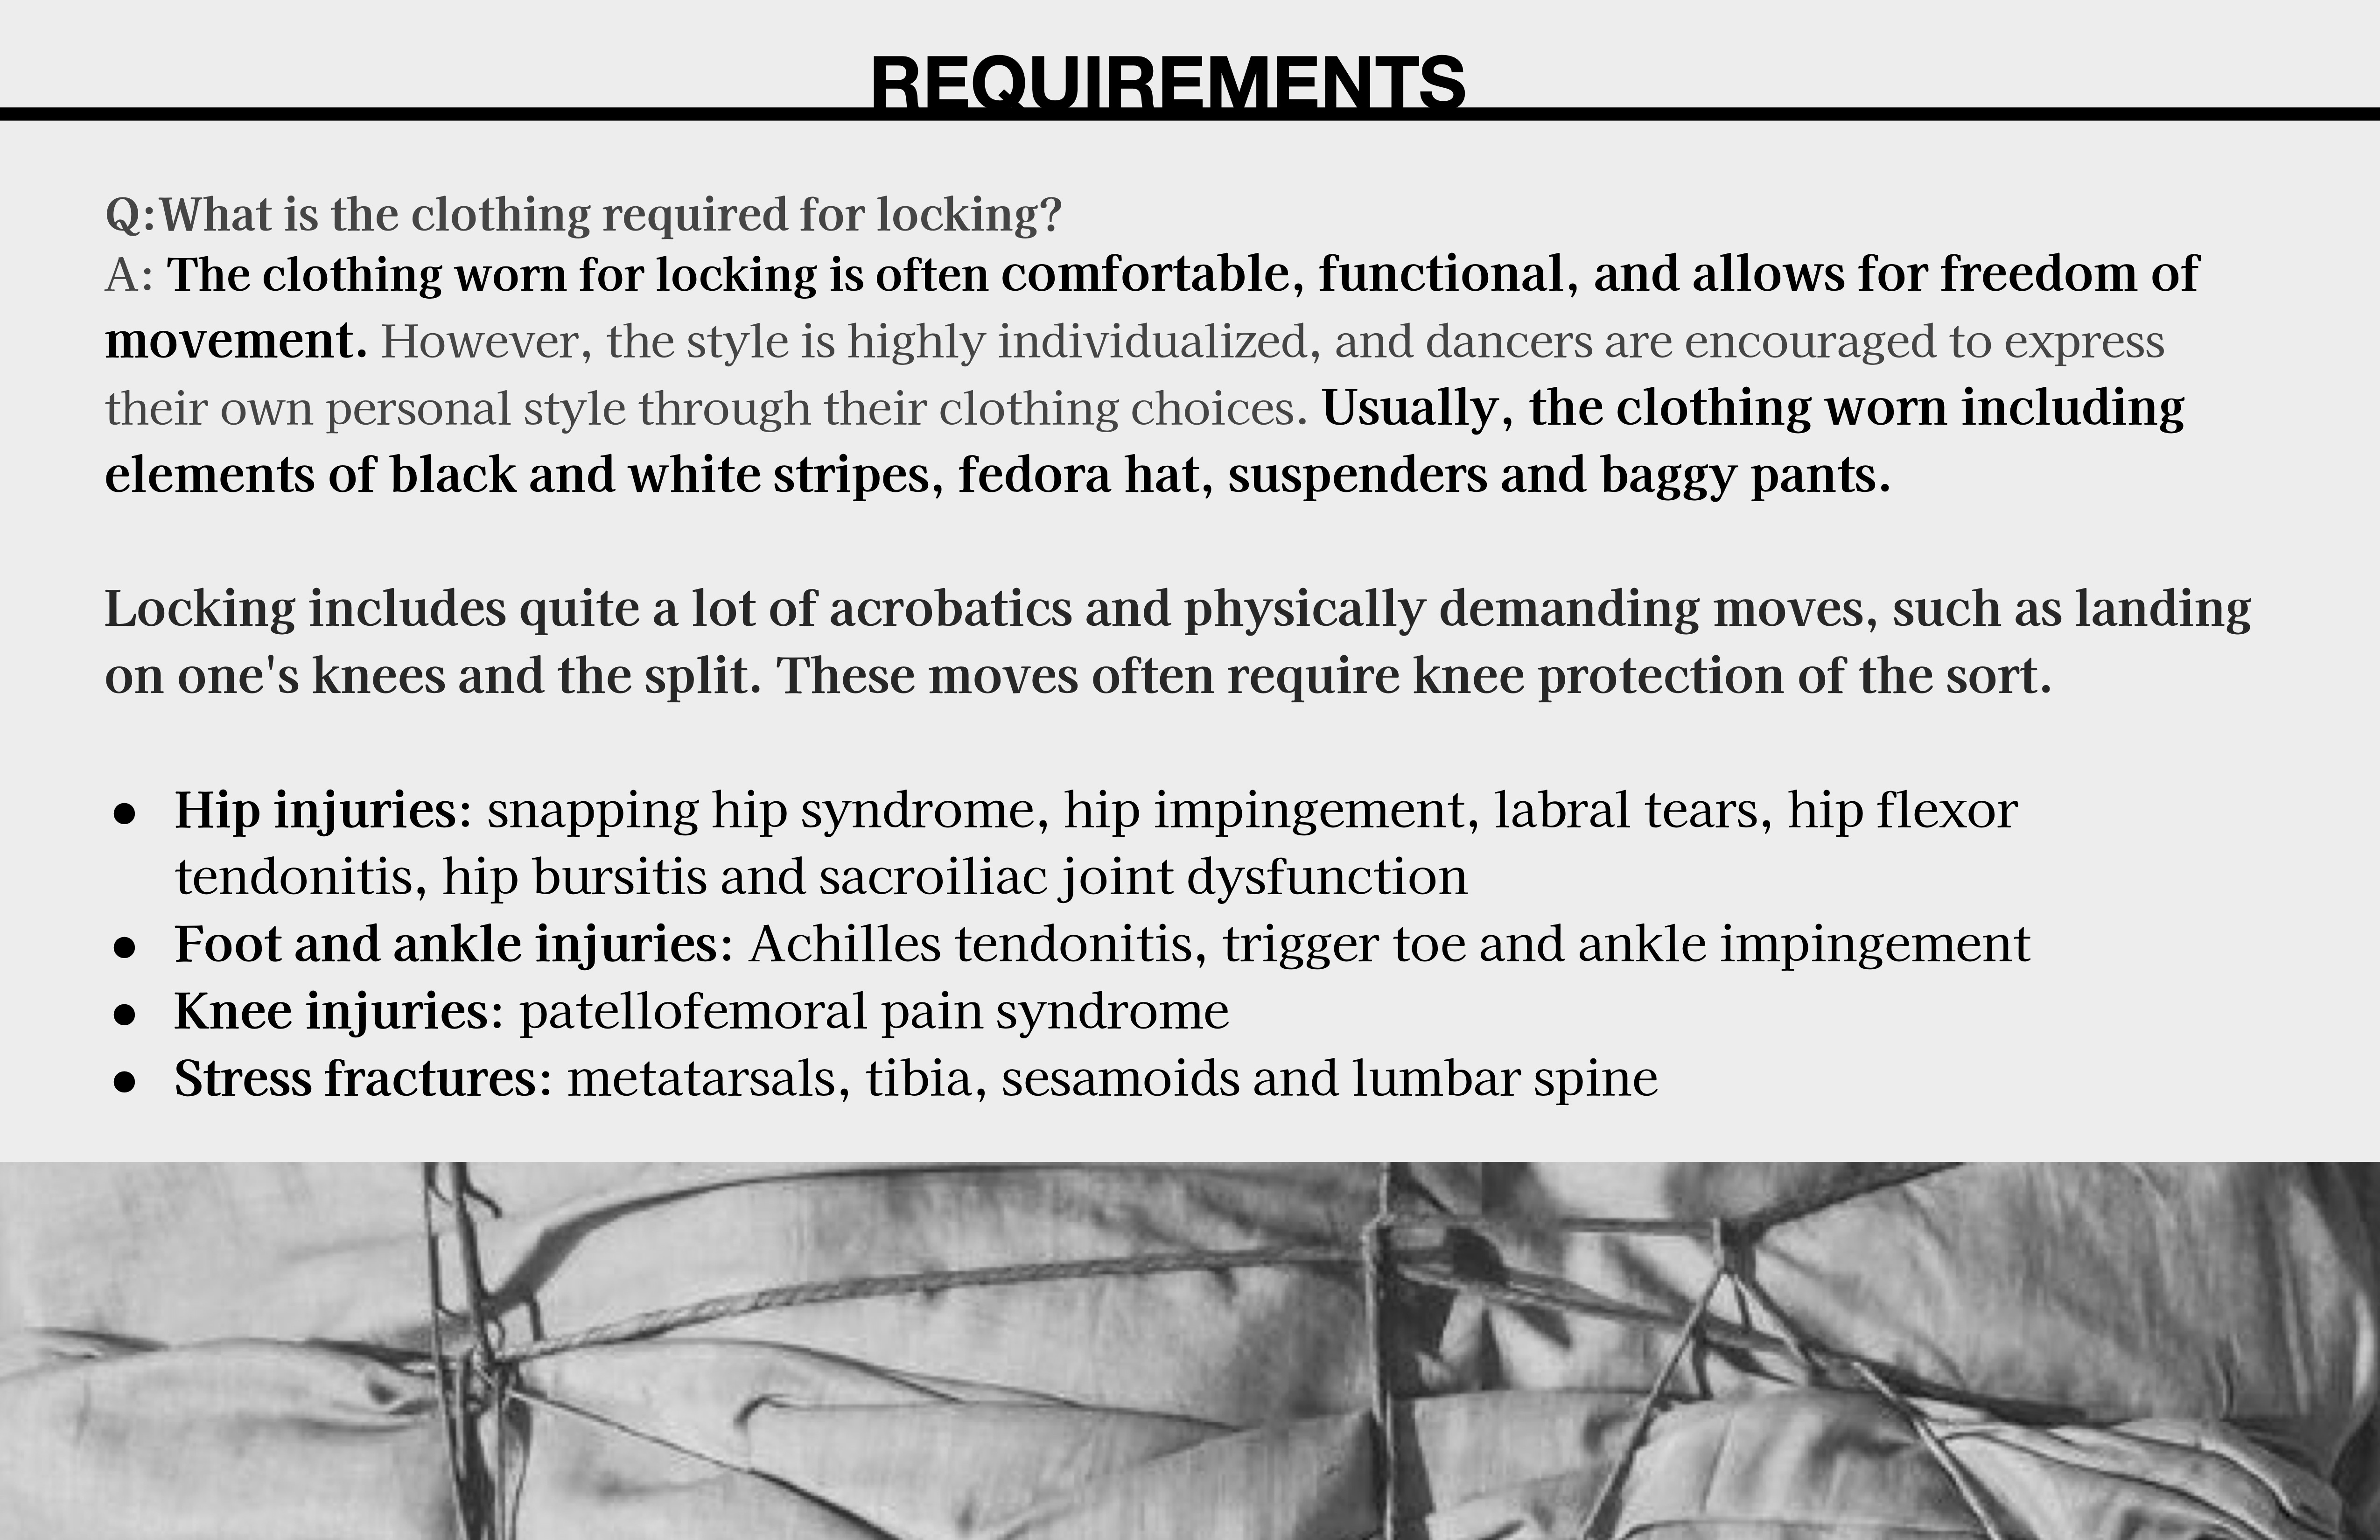 REQUIREMENTS
Q:What is the clothing required for locking?
A: The clothing worn for locking is often comfortable, functional, and allows for freedom of
movement. However, the style is highly individualized, and dancers are encouraged to express
their own personal style through their clothing choices. Usually, the clothing worn including
elements of black and white stripes, fedora hat, suspenders and baggy pants.
Locking includes quite a lot of acrobatics and physically demanding moves, such as landing
on one's knees and the split. These moves often require knee protection of the sort.
● Hip injuries: snapping hip syndrome, hip impingement, labral tears, hip flexor
tendonitis, hip bursitis and sacroiliac joint dysfunction
● Foot and ankle injuries: Achilles tendonitis, trigger toe and ankle impingement
● Knee injuries: patellofemoral pain syndrome
● Stress fractures: metatarsals, tibia, sesamoids and lumbar spine